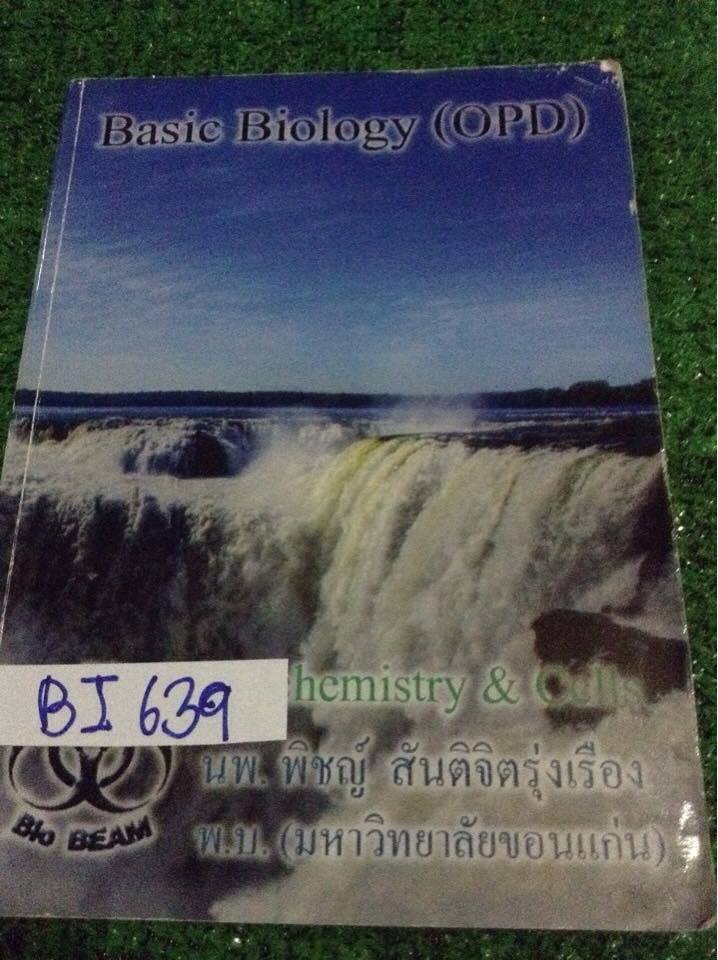 Basic Biology (OPD)
hemistry & Cells
BI 639
นพ. พิชญ์ สันติจิตรุ่งเรือง
Bio BEAM
พ.บ. (มหาวิทยาลัยขอนแก่น)